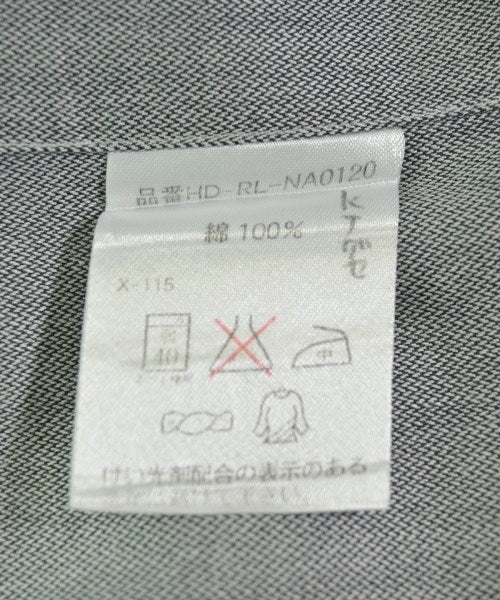 品番HD-RL-NA0120
綿 100%
X-115
40
中
けい光剤配合の表示のある